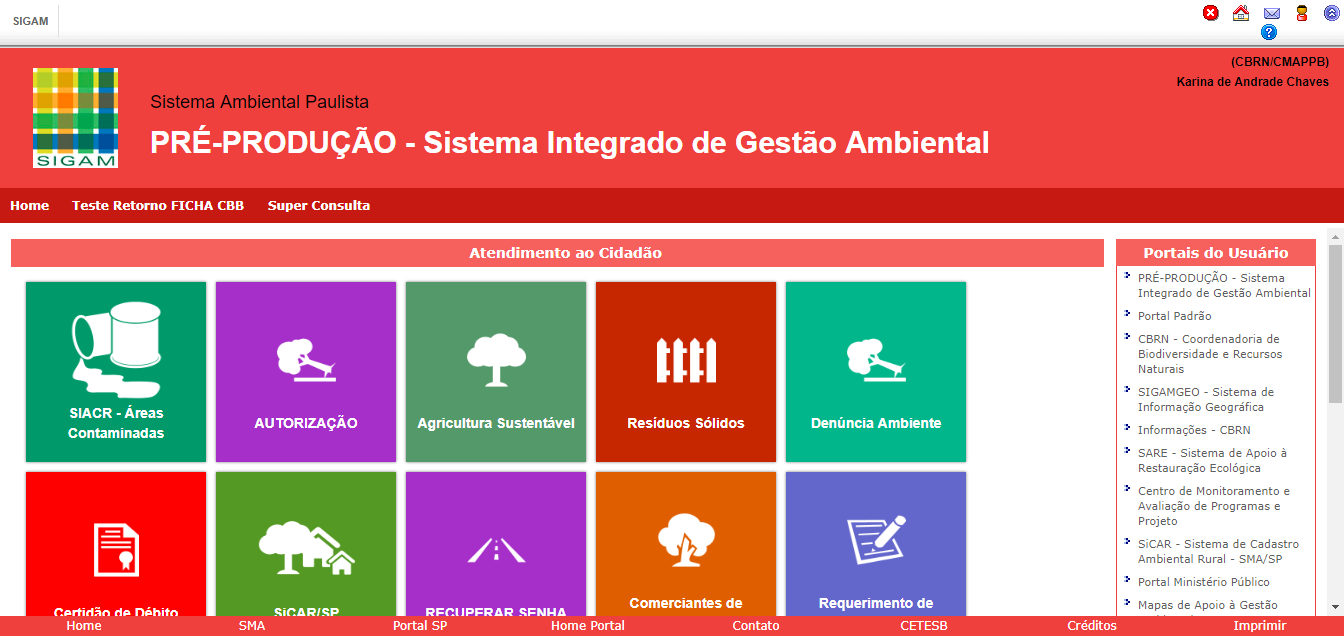 SIGAM
(CBRN/CMAPPB)
Karina de Andrade Chaves
SIGAM
Sistema Ambiental Paulista
PRÉ-PRODUÇÃO - Sistema Integrado de Gestão Ambiental
Home Teste Retorno FICHA CBB Super Consulta
Atendimento ao Cidadão
SIACR - Áreas
Contaminadas
AUTORIZAÇÃO
Agricultura Sustentável
Resíduos Sólidos
Denúncia Ambiente
Certidão de Débito
SiCAR/SP
RECUPERAR SENHA
Comerciantes de
Requerimento de
Portais do Usuário
PRÉ-PRODUÇÃO - Sistema
Integrado de Gestão Ambiental
Portal Padrão
CBRN - Coordenadoria de
Biodiversidade e Recursos
Naturais
SIGAMGEO - Sistema de
Informação Geográfica
Informações - CBRN
SARE - Sistema de Apoio à
Restauração Ecológica
Centro de Monitoramento e
Avaliação de Programas e
Projeto
SiCAR - Sistema de Cadastro
Ambiental Rural - SMA/SP
Portal Ministério Público
Mapas de Apoio à Gestão
Home SMA Portal SP Home Portal Contato CETESB Créditos Imprimir